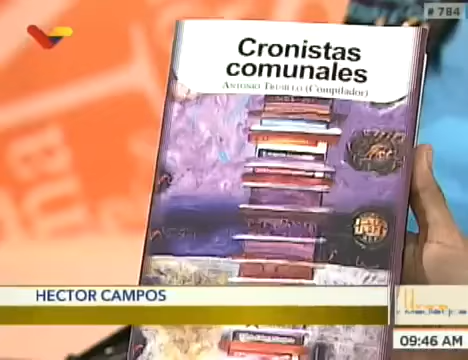 # 784
Cronistas
comunales
(Compilador)
HECTOR CAMPOS
09:46 AM